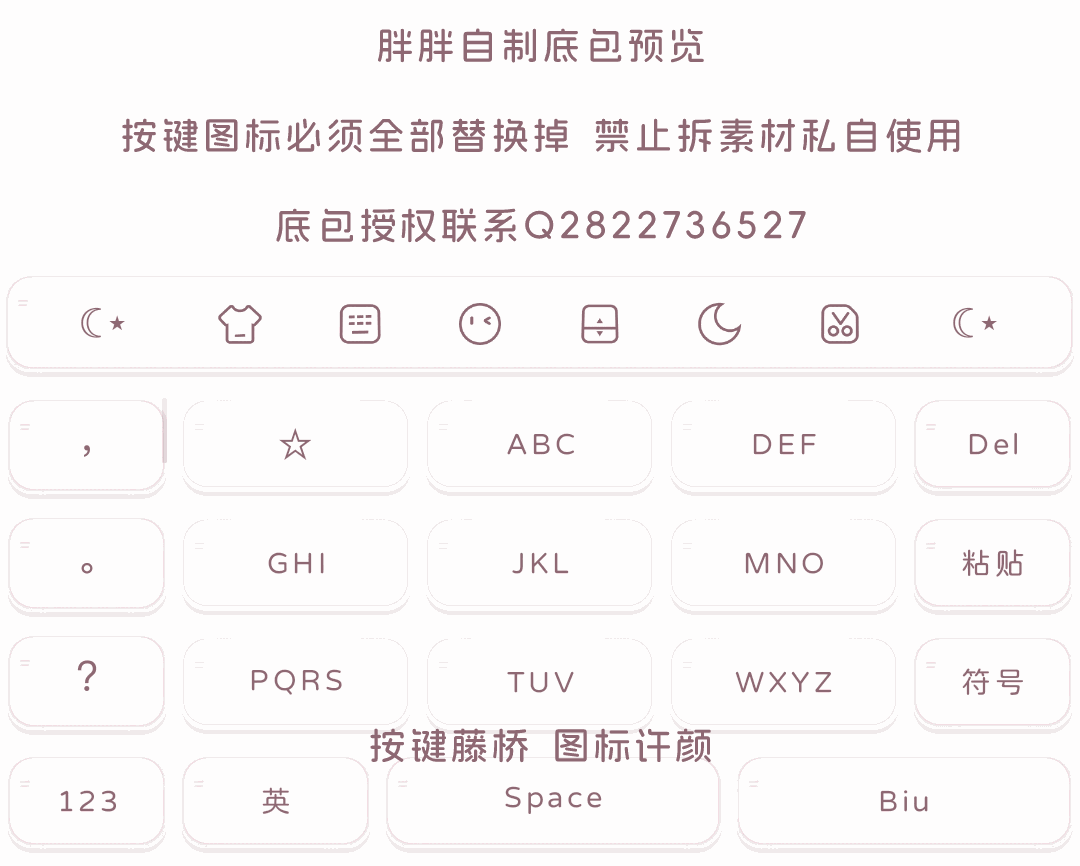 胖胖自制底包预览
按键图标必须全部替换掉 禁止拆素材私自使用
底包授权联系Q2822736527
☾⋆ ☾⋆
， ☆ ABC DEF Del
。 GHI JKL MNO 粘贴
? PQRS TUV WXYZ 符号
按键藤桥 图标许颜
123 英 Space Biu